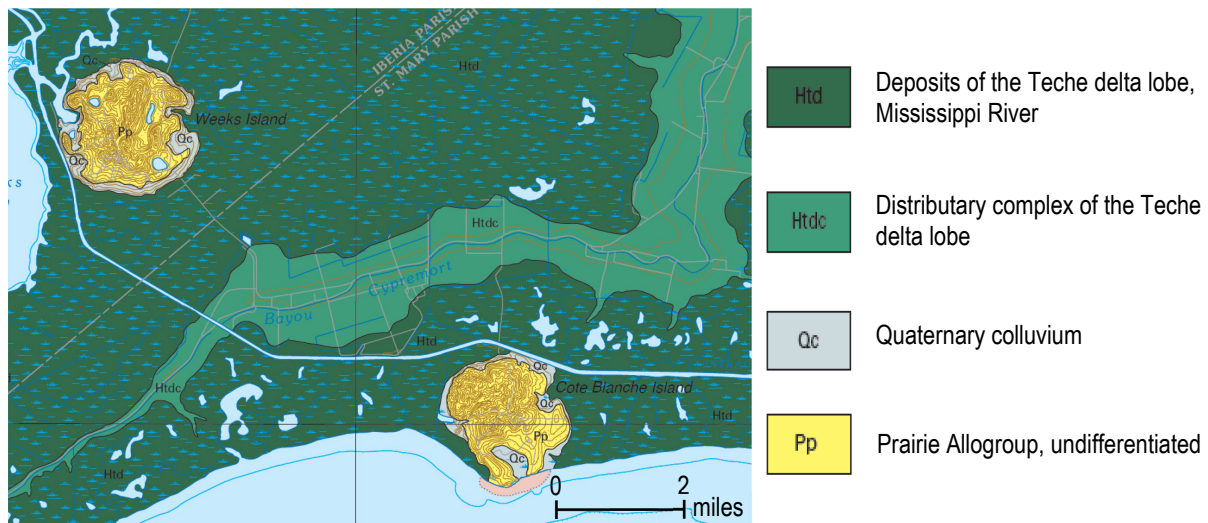 Qc
IBERIA PARISH
ST. MARY PARISH
Htd
Weeks Island
Pp
Qc
Qc
k s
Htdc
Bayou Cypremort
Htd
Htdc
Qc
Cote Blanche Island
Qc
Htd
Pp
Qc
Htd
0 2
miles
Htd
Deposits of the Teche delta lobe,
Mississippi River
Htdc
Distributary complex of the Teche
delta lobe
Qc
Quaternary colluvium
Pp
Prairie Allogroup, undifferentiated